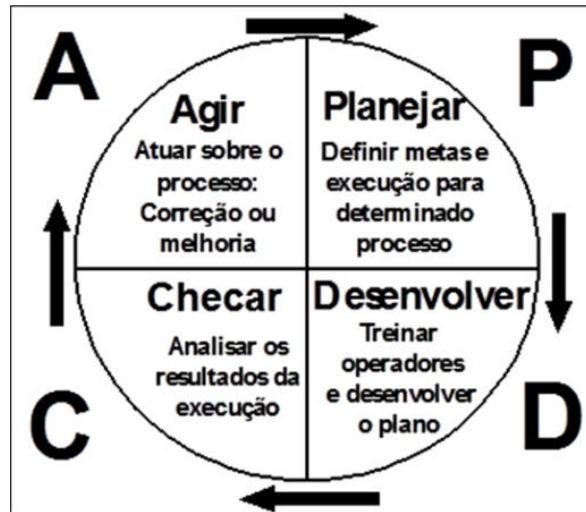 A
P
Agir
Atuar sobre o
processo:
Correção ou
melhoria
Planejar
Definir metas e
execução para
determinado
processo
Checar
Analisar os
resultados da
execução
Desenvolver
Treinar
operadores
e desenvolver
o plano
C
D